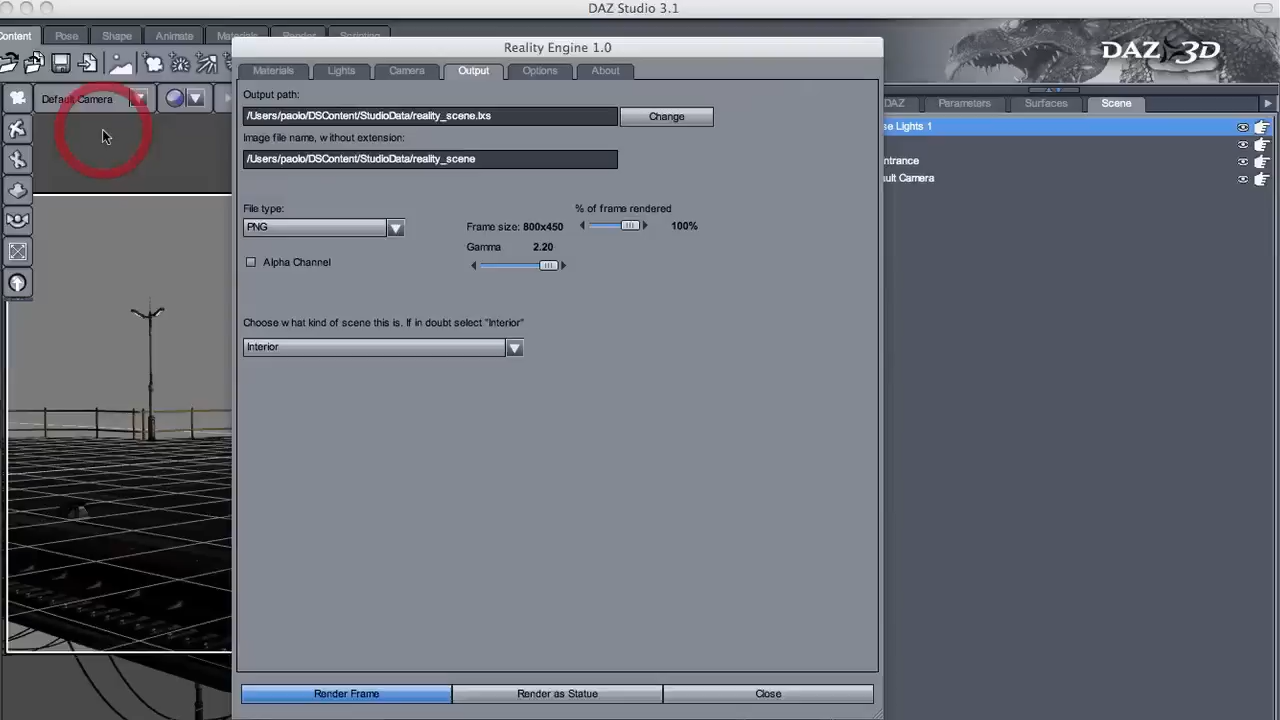 DAZ Studio 3.1
Content Pose Shape Animate Materials Render Scripting
DAZ 3D
Reality Engine 1.0
Materials Lights Camera Output Options About
Default Camera
Output path:
/Users/paolo/DSContent/StudioData/reality_scene.lxs
Change
Image file name, without extension:
/Users/paolo/DSContent/StudioData/reality_scene
File type:
PNG
Alpha Channel
Frame size: 800x450
% of frame rendered
100%
Gamma 2.20
Choose what kind of scene this is. If in doubt select "Interior"
Interior
Render Frame Render as Statue Close
DAZ Parameters Surfaces Scene
se Lights 1
ntrance
ult Camera